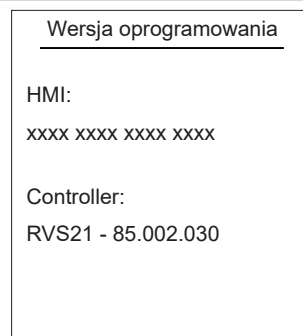 Wersja oprogramowania
HMI:
xxxx xxxx xxxx xxxx
Controller:
RVS21 - 85.002.030